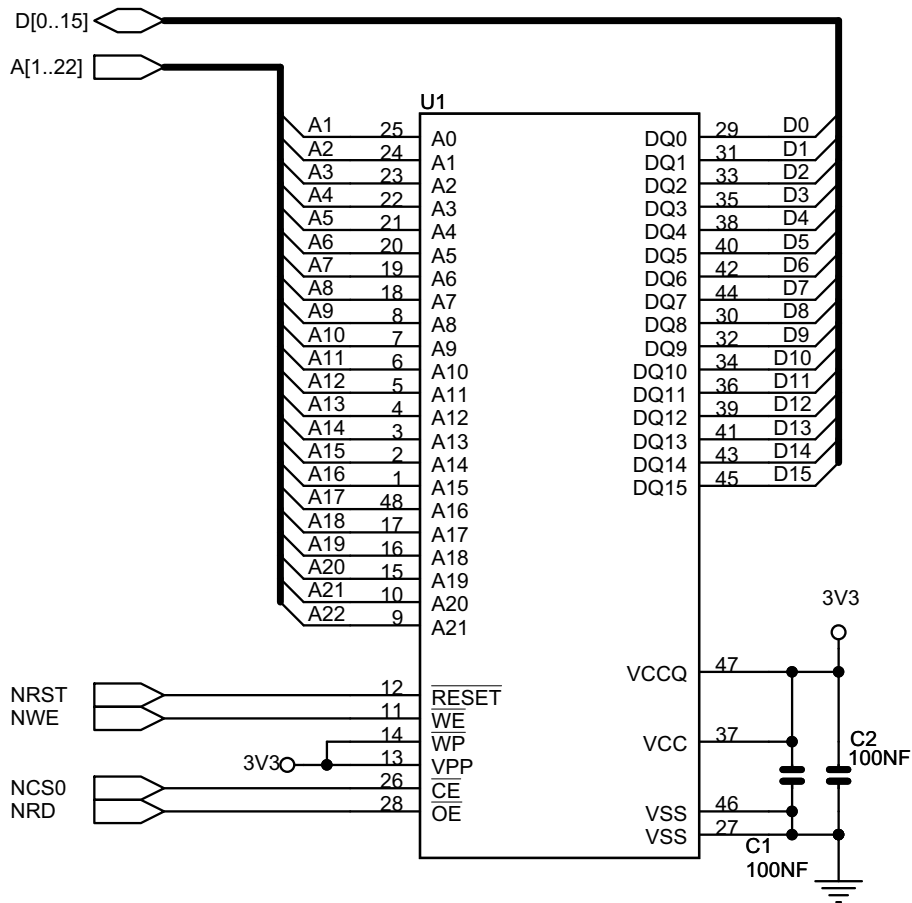 D[0..15]
A[1..22]
U1
A1 25 A0 DQ0 29 D0
A2 24 A1 DQ1 31 D1
A3 23 A2 DQ2 33 D2
A4 22 A3 DQ3 35 D3
A5 21 A4 DQ4 38 D4
A6 20 A5 DQ5 40 D5
A7 19 A6 DQ6 42 D6
A8 18 A7 DQ7 44 D7
A9 8 A8 DQ8 30 D8
A10 7 A9 DQ9 32 D9
A11 6 A10 DQ10 34 D10
A12 5 A11 DQ11 36 D11
A13 4 A12 DQ12 39 D12
A14 3 A13 DQ13 41 D13
A15 2 A14 DQ14 43 D14
A16 1 A15 DQ15 45 D15
A17 48 A16
A18 17 A17
A19 16 A18
A20 15 A19
A21 10 A20
A22 9 A21
3V3
VCCQ 47
NRST 12 RESET
NWE 11 WE
14 WP VCC 37
3V3 13 VPP
C2
100NF
NCS0 26 CE
NRD 28 OE VSS 46
VSS 27
C1
100NF